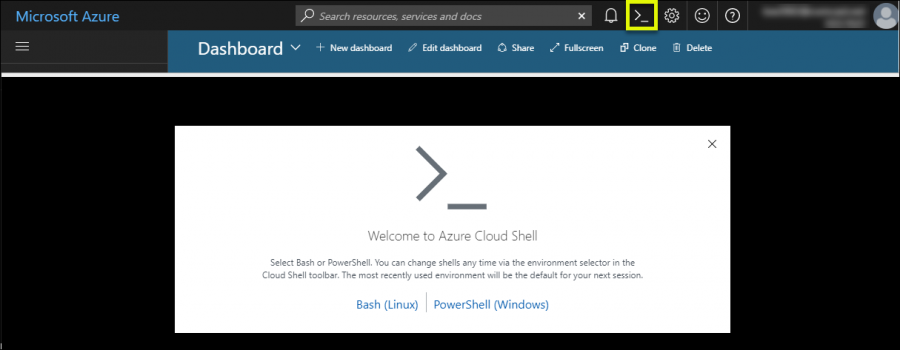 Microsoft Azure
Search resources, services and docs
Dashboard
New dashboard
Edit dashboard
Share
Fullscreen
Clone
Delete
Welcome to Azure Cloud Shell
Select Bash or PowerShell. You can change shells any time via the environment selector in the
Cloud Shell toolbar. The most recently used environment will be the default for your next session.
Bash (Linux)
PowerShell (Windows)